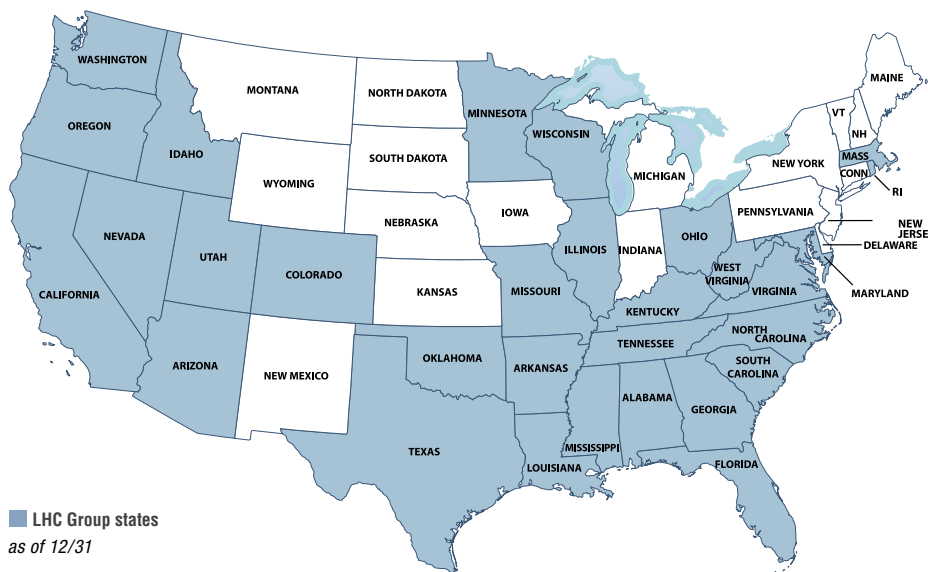 WASHINGTON
MONTANA
NORTH DAKOTA
MINNESOTA
MAINE
VT
NH
OREGON
IDAHO
WISCONSIN
SOUTH DAKOTA
MICHIGAN
NEW YORK
MASS
CONN
RI
WYOMING
IOWA
NEBRASKA
PENNSYLVANIA
NEW
JERSE
NEVADA
UTAH
COLORADO
ILLINOIS
INDIANA
OHIO
DELAWARE
CALIFORNIA
KANSAS
MISSOURI
WEST
VIRGINIA
VIRGINIA
MARYLAND
KENTUCKY
ARIZONA
NEW MEXICO
OKLAHOMA
ARKANSAS
TENNESSEE
NORTH
CAROLINA
SOUTH
CAROLINA
TEXAS
LOUISIANA
MISSISSIPPI
ALABAMA
GEORGIA
FLORIDA
LHC Group states
as of 12/31